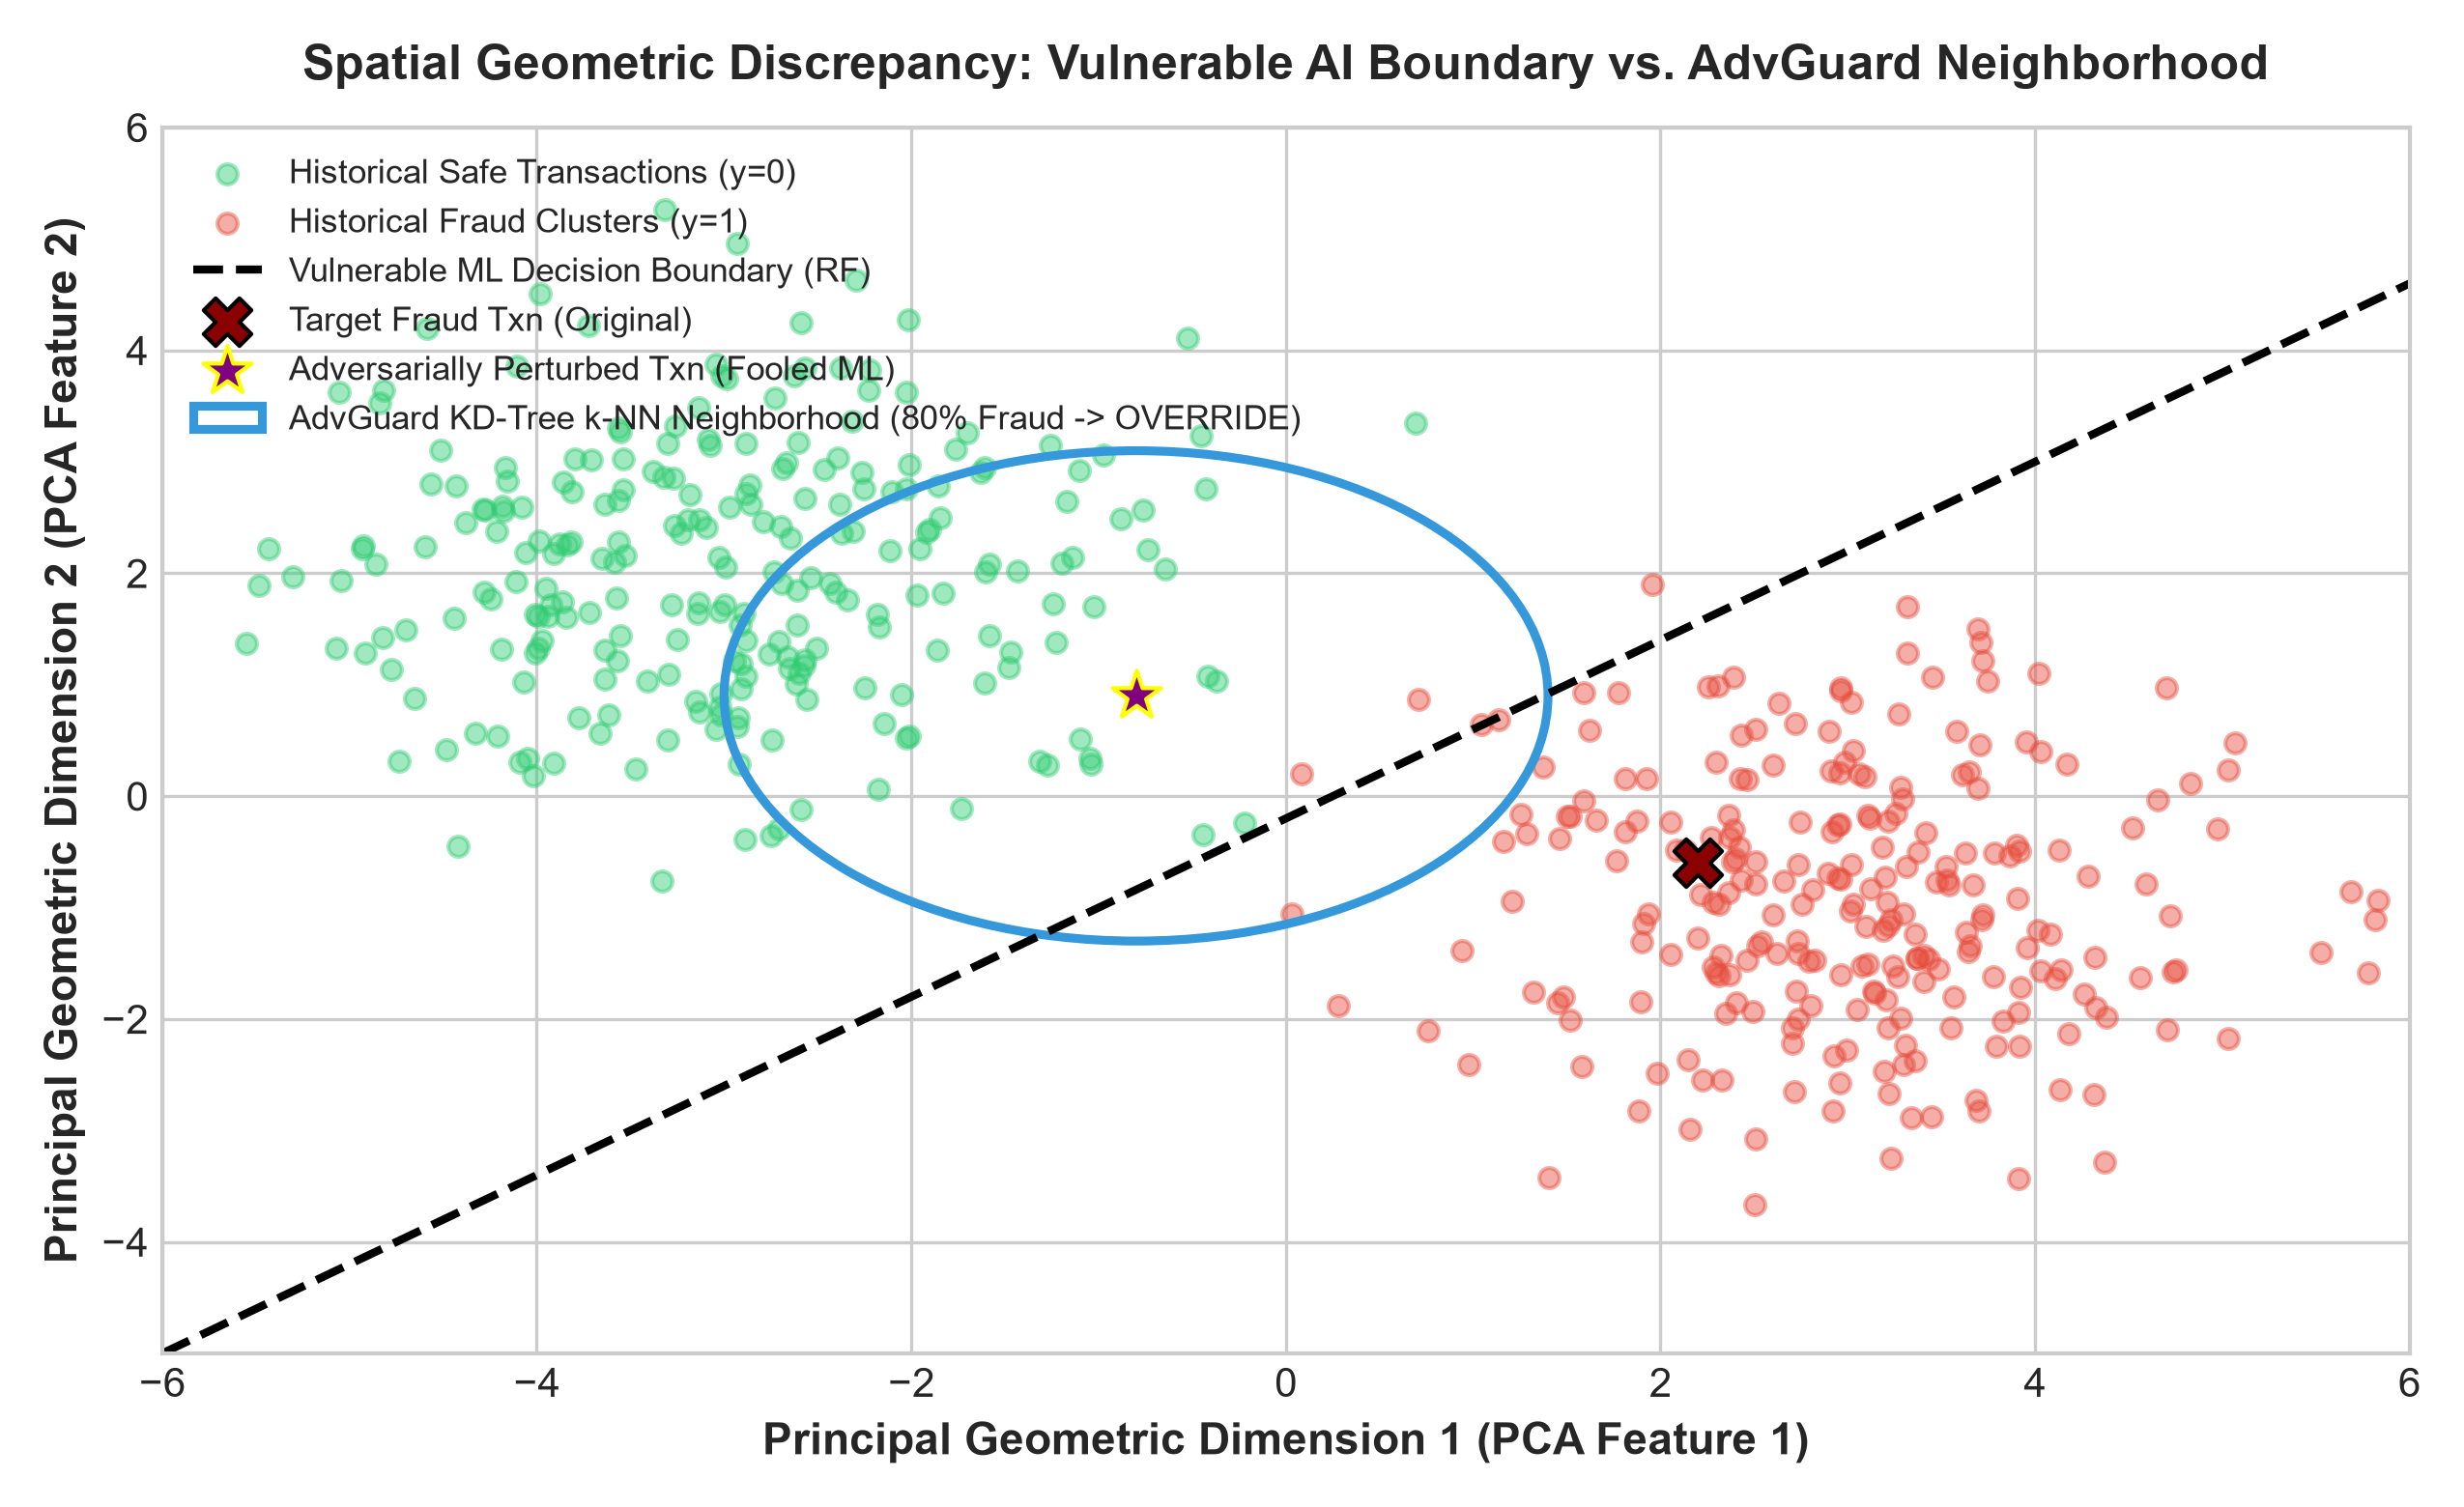 Spatial Geometric Discrepancy: Vulnerable AI Boundary vs. AdvGuard Neighborhood
6
4
2
0
−2
−4
Principal Geometric Dimension 2 (PCA Feature 2)
Historical Safe Transactions (y=0)
Historical Fraud Clusters (y=1)
Vulnerable ML Decision Boundary (RF)
Target Fraud Txn (Original)
Adversarially Perturbed Txn (Fooled ML)
AdvGuard KD-Tree k-NN Neighborhood (80% Fraud -> OVERRIDE)
−6 −4 −2 0 2 4 6
Principal Geometric Dimension 1 (PCA Feature 1)